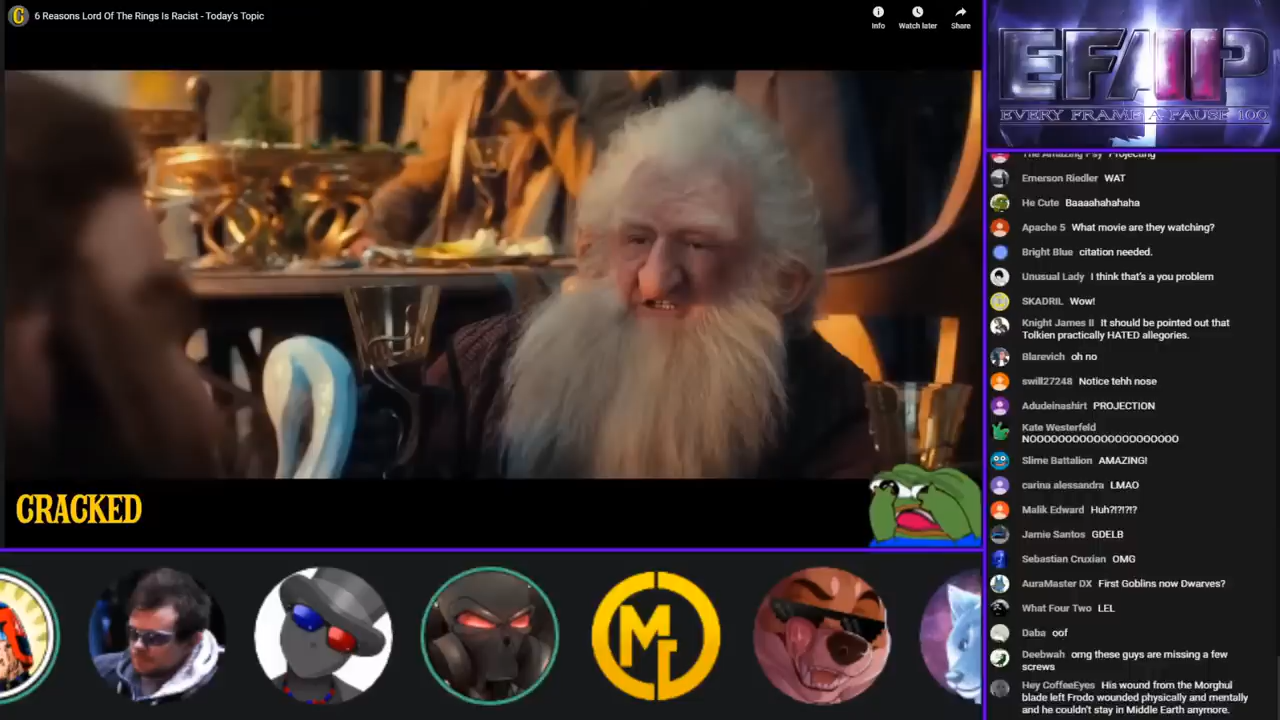 6 Reasons Lord Of The Rings Is Racist - Today's Topic
Info
Watch later
Share
CRACKED
EFAP
EVERY FRAME A PAUSE 100
The Amazing Psy Projecting
Emerson Riedler WAT
He Cute Baaaahahahaha
Apache 5 What movie are they watching?
Bright Blue citation needed.
Unusual Lady I think that's a you problem
SKADRIL Wow!
Knight James II It should be pointed out that
Tolkien practically HATED allegories.
Blarevich oh no
swill27248 Notice tehh nose
Adudeinashirt PROJECTION
Kate Westerfeld
NOOOOOOOOOOOOOOOOOOOO
Slime Battalion AMAZING!
carina alessandra LMAO
Malik Edward Huh?!?!?!?
Jamie Santos GDELB
Sebastian Cruxian OMG
AuraMaster DX First Goblins now Dwarves?
What Four Two LEL
Daba oof
Deebwah omg these guys are missing a few
screws
Hey CoffeeEyes His wound from the Morghul
blade left Frodo wounded physically and mentally
and he couldn't stay in Middle Earth anymore.